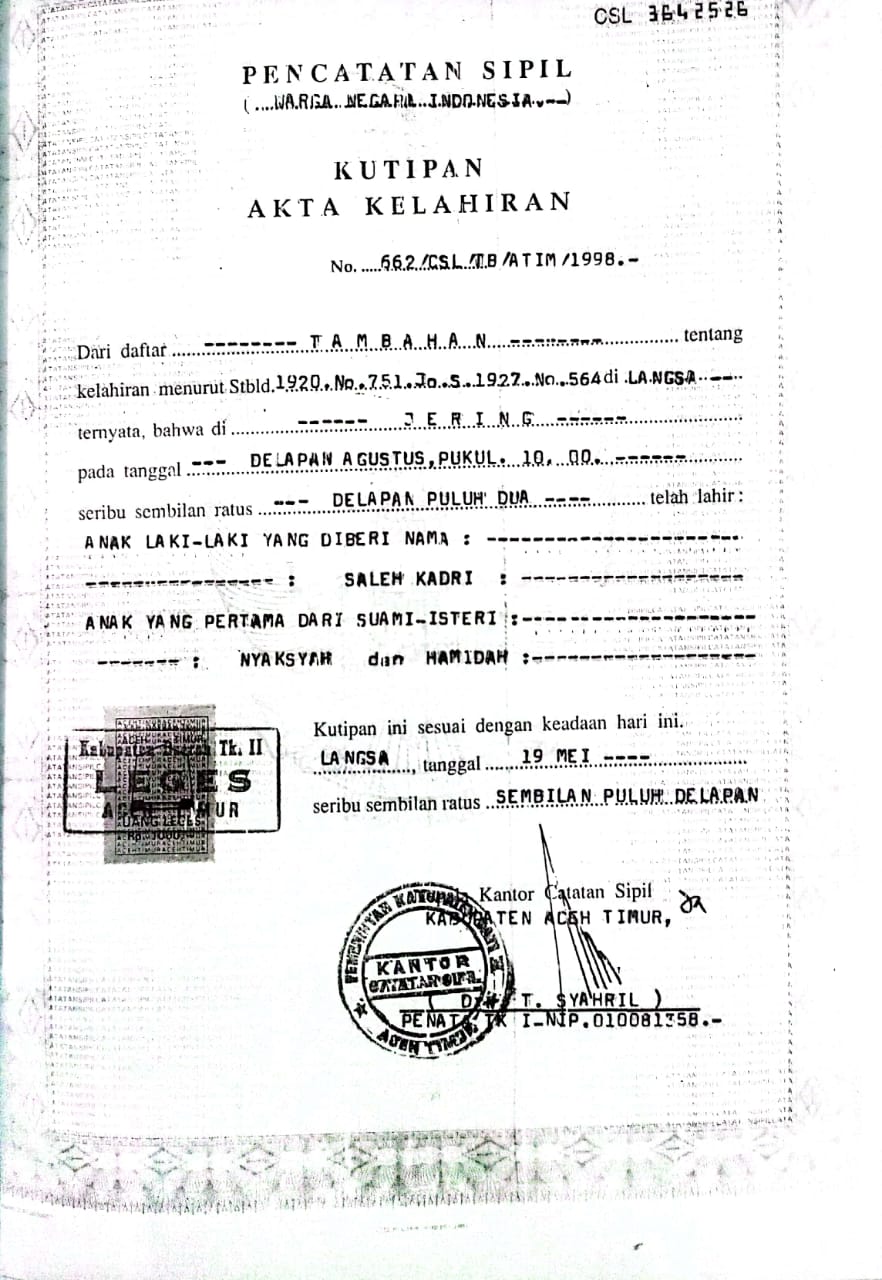 CSL 3642526
PENCATATAN SIPIL
(....WARGA..NEGARA..INDONESIA.---)
KUTIPAN
AKTA KELAHIRAN
No. .....662/CSL/TB/ATIM/1998.-
Dari daftar -------- T A M B A H A N -------- tentang
kelahiran menurut Stbld.1920.No.751.Jo.S.1927.No.564 di LANGSA ---
ternyata, bahwa di ------ J E R I N G ------
pada tanggal --- DELAPAN AGUSTUS,PUKUL. 10, 00. ------
seribu sembilan ratus --- DELAPAN PULUH DUA ---- telah lahir :
ANAK LAKI-LAKI YANG DIBERI NAMA : ----------------------
---------------- : SALEH KADRI : -------------------
ANAK YANG PERTAMA DARI SUAMI-ISTERI :--------------------
------- : NYAKSYAH dan HAMIDAH :-------------------
Kutipan ini sesuai dengan keadaan hari ini.
LANGSA, tanggal 19 MEI ----
seribu sembilan ratus SEMBILAN PULUH DELAPAN
Kabupaten Daerah Tk. II
LEGES
ACEH TIMUR
UANG LEGES
Rp. 1000
Kantor Catatan Sipil
KABUPATEN ACEH TIMUR,
KANTOR
CATATAN SIPIL
ACEH TIMUR
T. SYAHRIL )
PENATA TK I-NIP.010081358.-